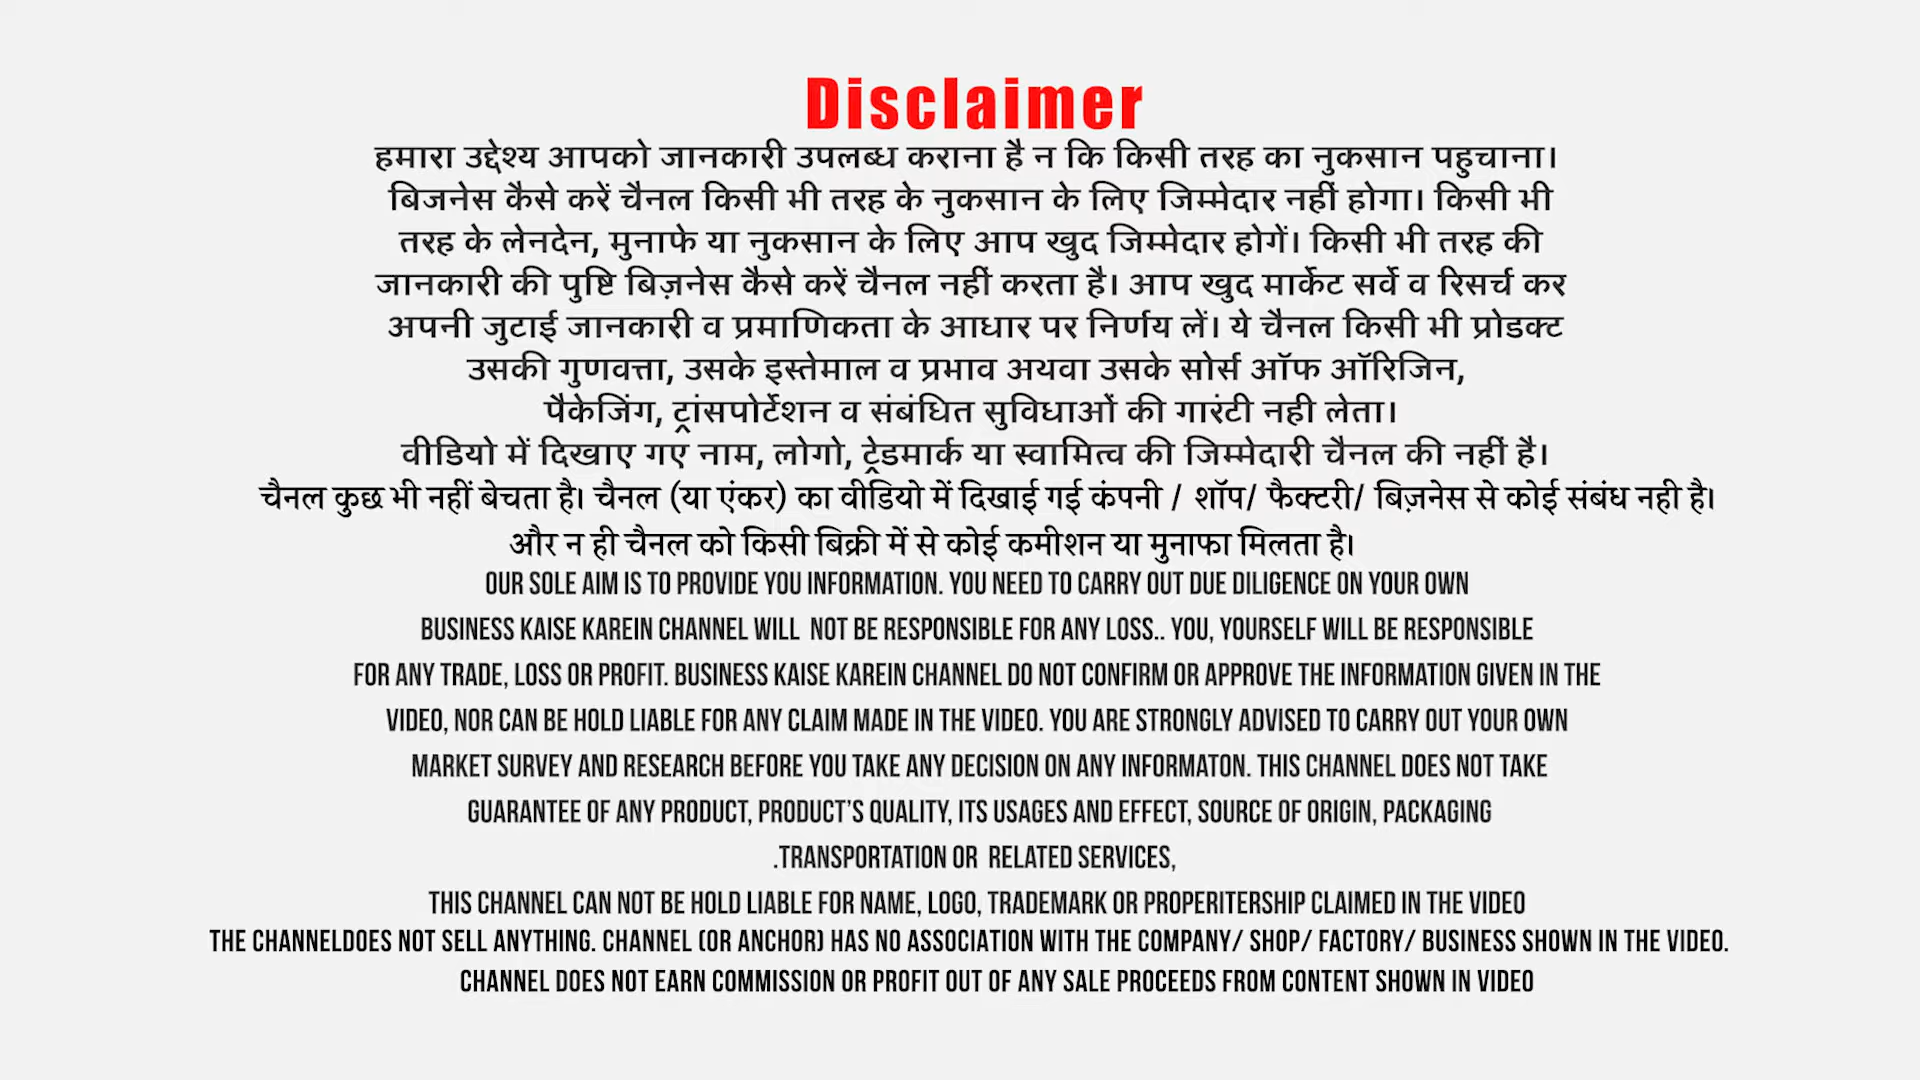 Disclaimer
हमारा उद्देश्य आपको जानकारी उपलब्ध कराना है न कि किसी तरह का नुकसान पहुचाना।
बिजनेस कैसे करें चैनल किसी भी तरह के नुकसान के लिए जिम्मेदार नहीं होगा। किसी भी
तरह के लेनदेन, मुनाफे या नुकसान के लिए आप खुद जिम्मेदार होगें। किसी भी तरह की
जानकारी की पुष्टि बिज़नेस कैसे करें चैनल नहीं करता है। आप खुद मार्केट सर्वे व रिसर्च कर
अपनी जुटाई जानकारी व प्रमाणिकता के आधार पर निर्णय लें। ये चैनल किसी भी प्रोडक्ट
उसकी गुणवत्ता, उसके इस्तेमाल व प्रभाव अथवा उसके सोर्स ऑफ ऑरिजिन,
पैकेजिंग, ट्रांसपोर्टेशन व संबंधित सुविधाओं की गारंटी नही लेता।
वीडियो में दिखाए गए नाम, लोगो, ट्रेडमार्क या स्वामित्व की जिम्मेदारी चैनल की नहीं है।
चैनल कुछ भी नहीं बेचता है। चैनल (या एंकर) का वीडियो में दिखाई गई कंपनी / शॉप/ फैक्टरी/ बिज़नेस से कोई संबंध नही है।
और न ही चैनल को किसी बिक्री में से कोई कमीशन या मुनाफा मिलता है।
OUR SOLE AIM IS TO PROVIDE YOU INFORMATION. YOU NEED TO CARRY OUT DUE DILIGENCE ON YOUR OWN
BUSINESS KAISE KAREIN CHANNEL WILL NOT BE RESPONSIBLE FOR ANY LOSS.. YOU, YOURSELF WILL BE RESPONSIBLE
FOR ANY TRADE, LOSS OR PROFIT. BUSINESS KAISE KAREIN CHANNEL DO NOT CONFIRM OR APPROVE THE INFORMATION GIVEN IN THE
VIDEO, NOR CAN BE HOLD LIABLE FOR ANY CLAIM MADE IN THE VIDEO. YOU ARE STRONGLY ADVISED TO CARRY OUT YOUR OWN
MARKET SURVEY AND RESEARCH BEFORE YOU TAKE ANY DECISION ON ANY INFORMATON. THIS CHANNEL DOES NOT TAKE
GUARANTEE OF ANY PRODUCT, PRODUCT'S QUALITY, ITS USAGES AND EFFECT, SOURCE OF ORIGIN, PACKAGING
.TRANSPORTATION OR RELATED SERVICES,
THIS CHANNEL CAN NOT BE HOLD LIABLE FOR NAME, LOGO, TRADEMARK OR PROPERITERSHIP CLAIMED IN THE VIDEO
THE CHANNELDOES NOT SELL ANYTHING. CHANNEL (OR ANCHOR) HAS NO ASSOCIATION WITH THE COMPANY/ SHOP/ FACTORY/ BUSINESS SHOWN IN THE VIDEO.
CHANNEL DOES NOT EARN COMMISSION OR PROFIT OUT OF ANY SALE PROCEEDS FROM CONTENT SHOWN IN VIDEO